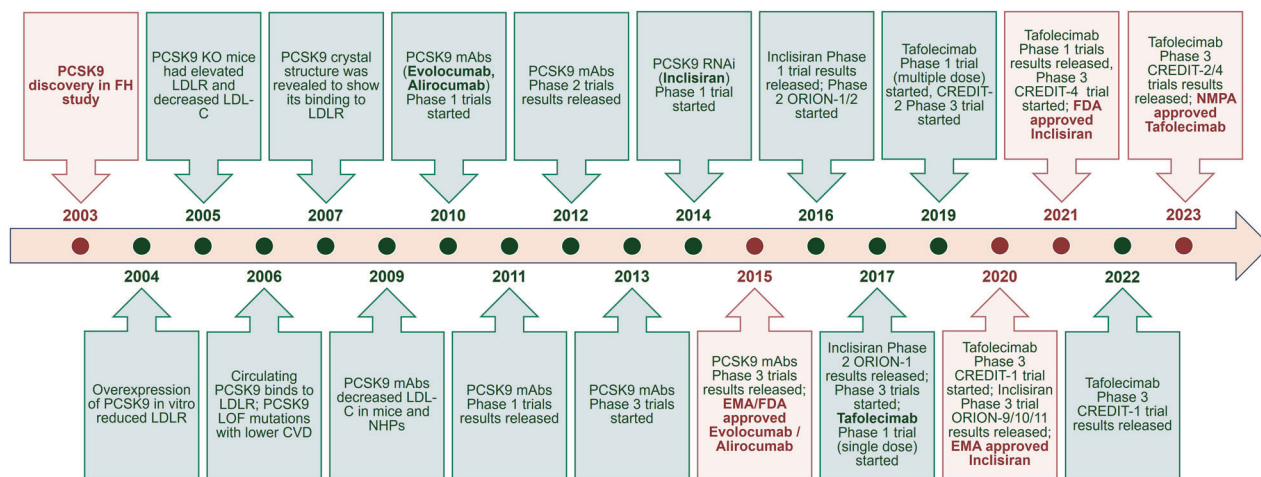 PCSK9
discovery in FH
study
PCSK9 KO mice
had elevated
LDLR and
decreased LDL-
C
PCSK9 crystal
structure was
revealed to show
its binding to
LDLR
PCSK9 mAbs
(Evolocumab,
Alirocumab)
Phase 1 trials
started
PCSK9 mAbs
Phase 2 trials
results released
PCSK9 RNAi
(Inclisiran)
Phase 1 trial
started
Inclisiran Phase
1 trial results
released; Phase
2 ORION-1/2
started
Tafolecimab
Phase 1 trial
(multiple dose)
started, CREDIT-
2 Phase 3 trial
started
Tafolecimab
Phase 1 trials
results released,
Phase 3
CREDIT-4 trial
started; FDA
approved
Inclisiran
Tafolecimab
Phase 3
CREDIT-2/4
trials results
released; NMPA
approved
Tafolecimab
2003
2005
2007
2010
2012
2014
2016
2019
2021
2023
2004
2006
2009
2011
2013
2015
2017
2020
2022
Overexpression
of PCSK9 in vitro
reduced LDLR
Circulating
PCSK9 binds to
LDLR; PCSK9
LOF mutations
with lower CVD
PCSK9 mAbs
decreased LDL-
C in mice and
NHPs
PCSK9 mAbs
Phase 1 trials
results released
PCSK9 mAbs
Phase 3 trials
started
PCSK9 mAbs
Phase 3 trials
results released;
EMA/FDA
approved
Evolocumab /
Alirocumab
Inclisiran Phase
2 ORION-1
results released;
Phase 3 trials
started;
Tafolecimab
Phase 1 trial
(single dose)
started
Tafolecimab
Phase 3
CREDIT-1 trial
started; Inclisiran
Phase 3 trial
ORION-9/10/11
results released;
EMA approved
Inclisiran
Tafolecimab
Phase 3
CREDIT-1 trial
results released